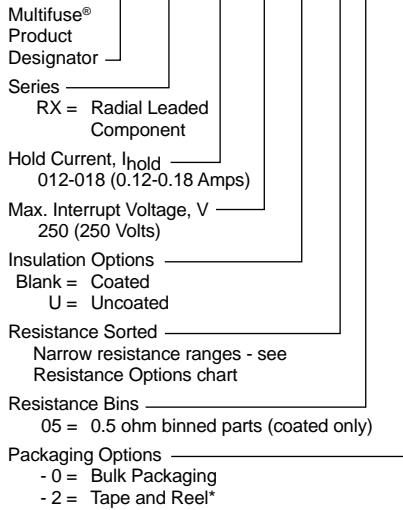 Multifuse®
Product
Designator
Series
RX = Radial Leaded
Component
Hold Current, Ihold
012-018 (0.12-0.18 Amps)
Max. Interrupt Voltage, V
250 (250 Volts)
Insulation Options
Blank = Coated
U = Uncoated
Resistance Sorted
Narrow resistance ranges - see
Resistance Options chart
Resistance Bins
05 = 0.5 ohm binned parts (coated only)
Packaging Options
- 0 = Bulk Packaging
- 2 = Tape and Reel*